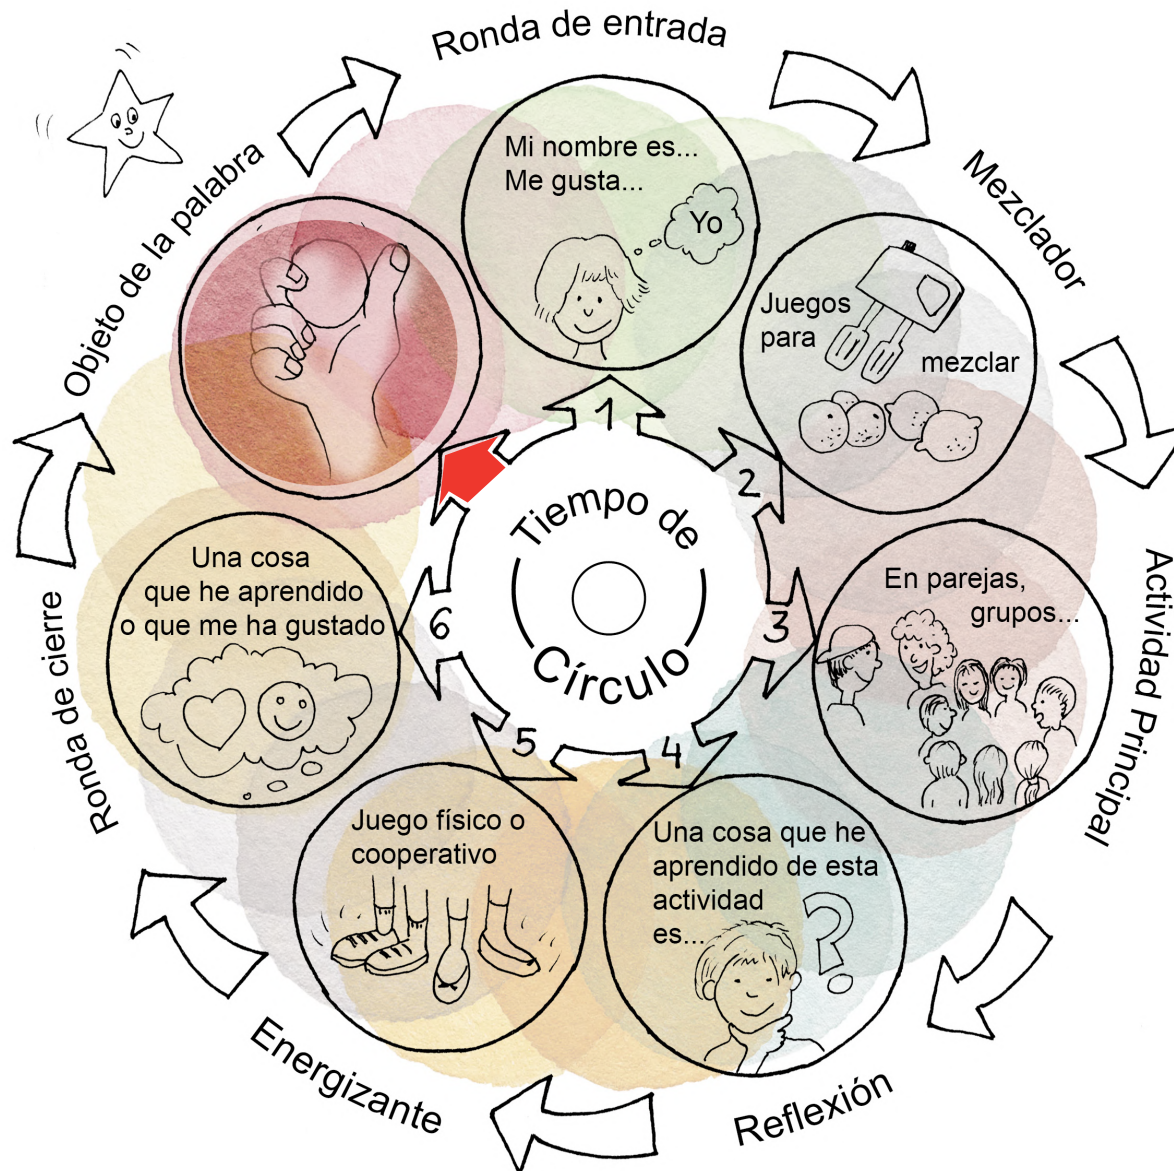 Ronda de entrada
Mi nombre es...
Me gusta...
Yo
1
Mezclador
Juegos
para
mezclar
2
Actividad Principal
En parejas,
grupos...
3
Reflexión
Una cosa que he
aprendido de esta
actividad
es...
4
Energizante
Juego físico o
cooperativo
5
Ronda de cierre
Una cosa
que he aprendido
o que me ha gustado
6
Objeto de la palabra
Tiempo de
Círculo